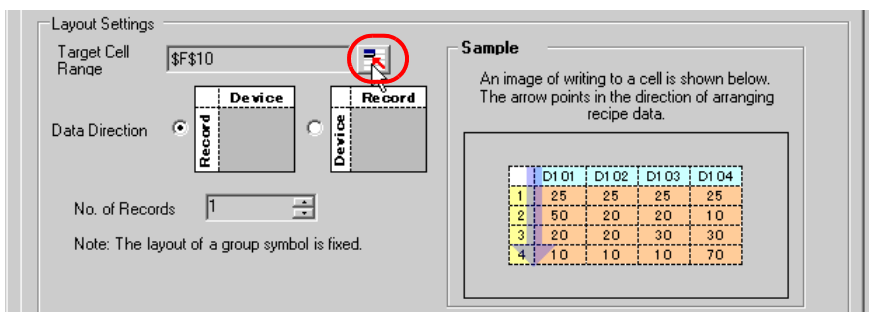 Layout Settings
Target Cell
Range
$F$10
Device
Record
Data Direction
Record
Device
No. of Records
1
Note: The layout of a group symbol is fixed.
Sample
An image of writing to a cell is shown below.
The arrow points in the direction of arranging
recipe data.
D101 D102 D103 D104
1 25 25 25 25
2 50 20 20 10
3 20 20 30 30
4 10 10 10 70